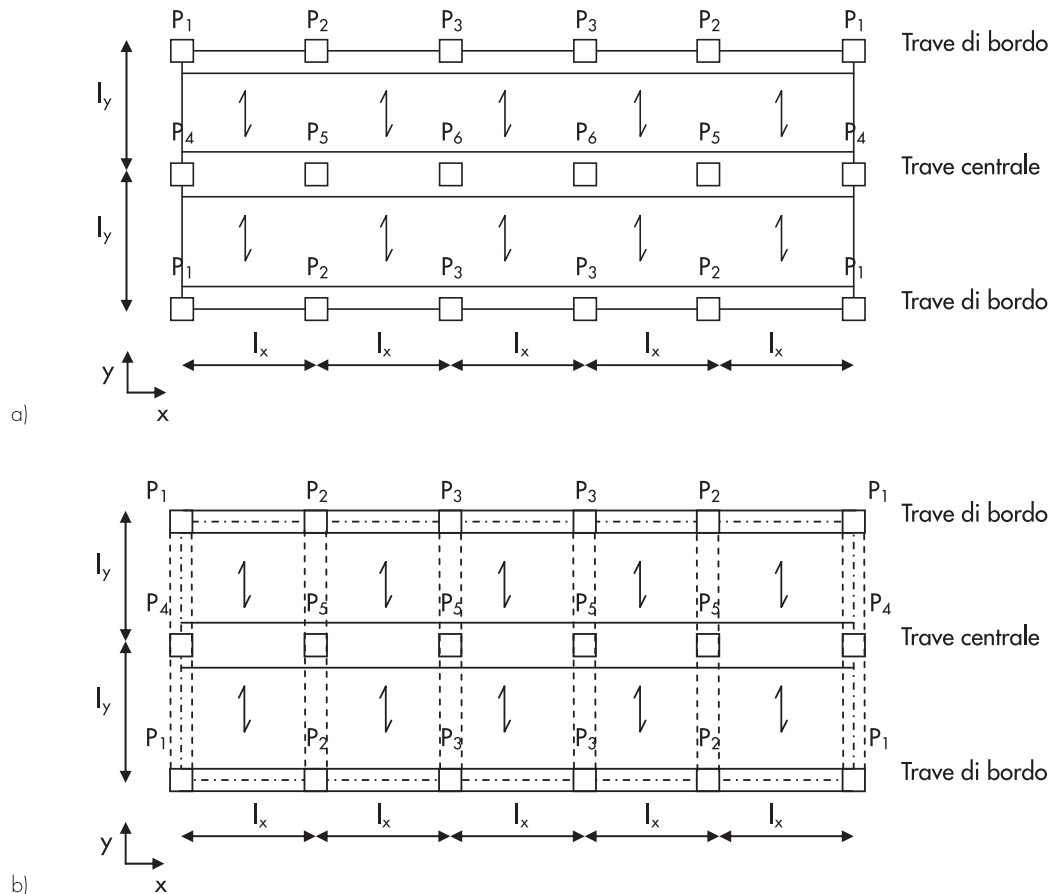 P1 P2 P3 P3 P2 P1
Trave di bordo
ly
P4 P5 P6 P6 P5 P4
Trave centrale
ly
P1 P2 P3 P3 P2 P1
Trave di bordo
lx lx lx lx lx
y
x
a)
P1 P2 P3 P3 P2 P1
Trave di bordo
ly
P4 P5 P5 P5 P5 P4
Trave centrale
ly
P1 P2 P3 P3 P2 P1
Trave di bordo
lx lx lx lx lx
y
x
b)